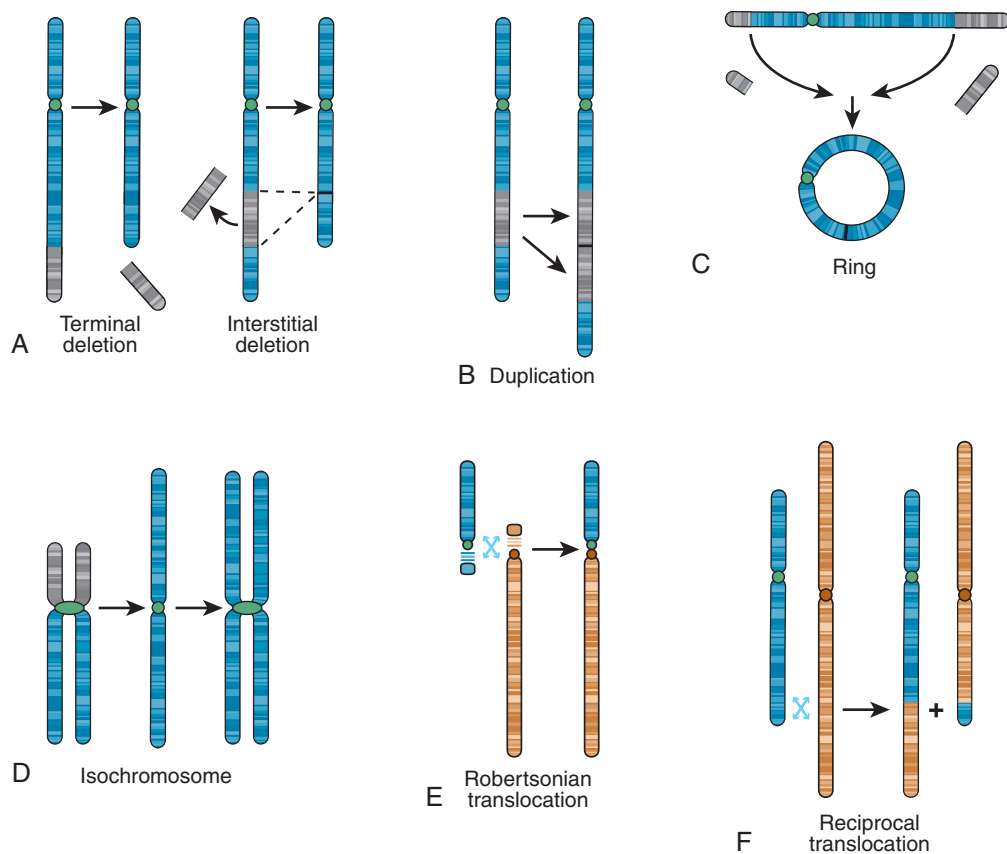 A
Terminal
deletion
Interstitial
deletion
B
Duplication
C
Ring
D
Isochromosome
E
Robertsonian
translocation
+
F
Reciprocal
translocation